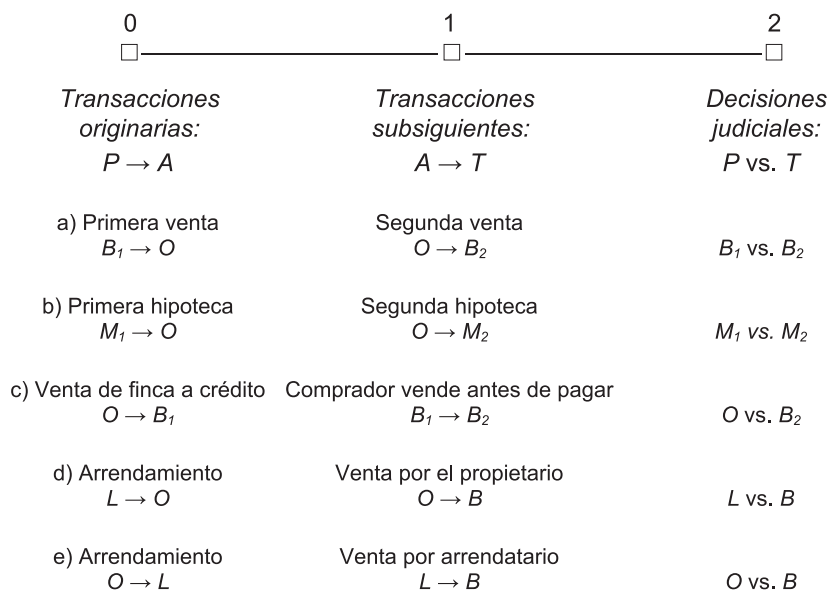 0 1 2
Transacciones Transacciones Decisiones
originarias: subsiguientes: judiciales:
P → A A → T P vs. T
a) Primera venta Segunda venta
B₁ → O O → B₂ B₁ vs. B₂
b) Primera hipoteca Segunda hipoteca
M₁ → O O → M₂ M₁ vs. M₂
c) Venta de finca a crédito Comprador vende antes de pagar
O → B₁ B₁ → B₂ O vs. B₂
d) Arrendamiento Venta por el propietario
L → O O → B L vs. B
e) Arrendamiento Venta por arrendatario
O → L L → B O vs. B